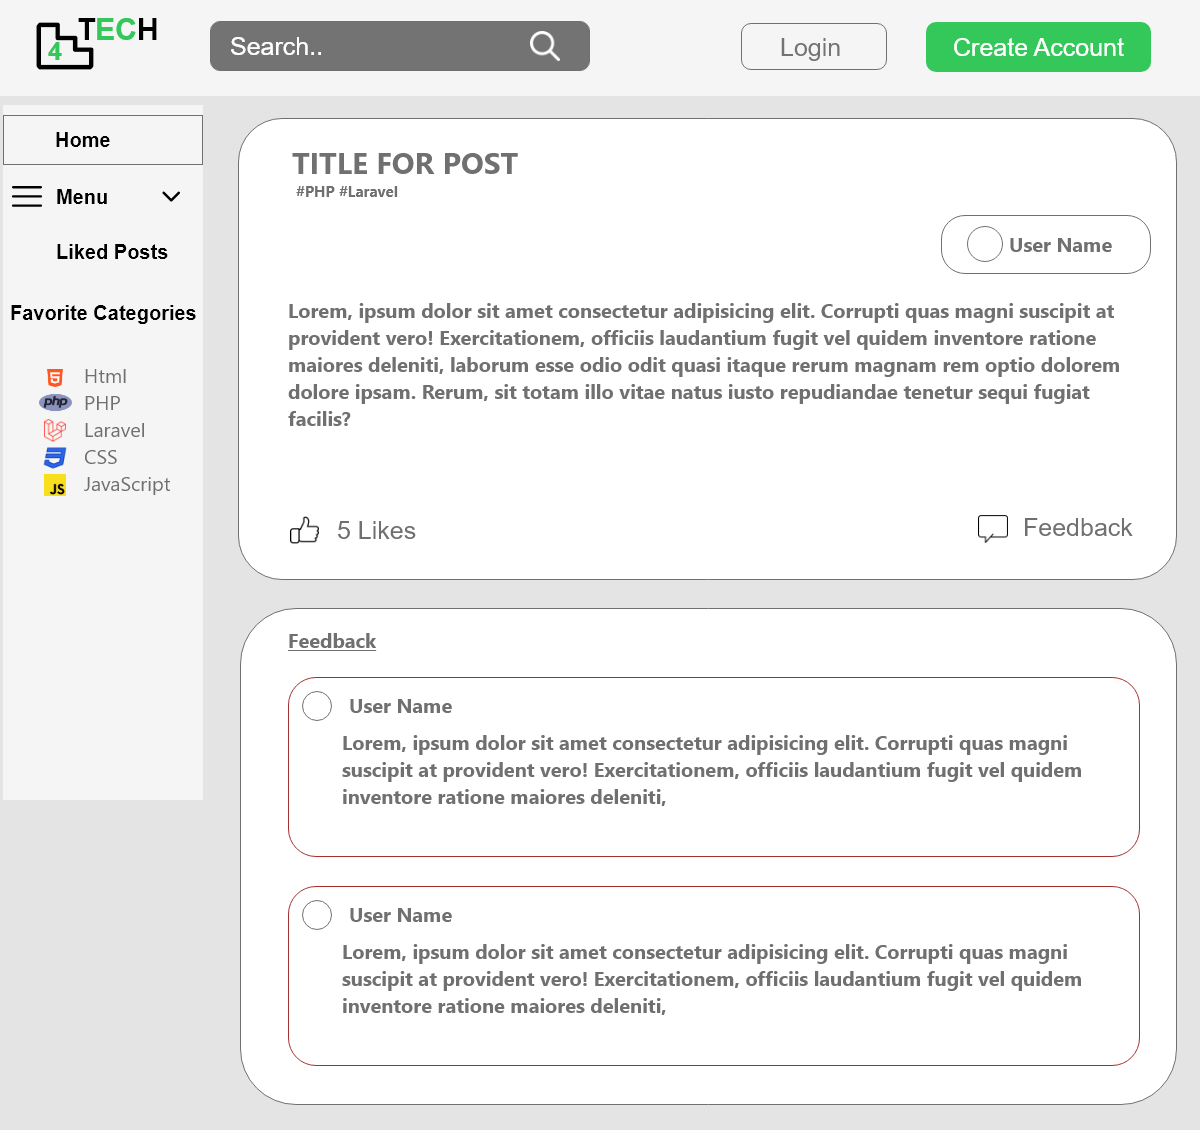 4 TECH
Search..
Login
Create Account
Home
Menu
Liked Posts
Favorite Categories
Html
php PHP
Laravel
CSS
JS JavaScript
TITLE FOR POST
#PHP #Laravel
User Name
Lorem, ipsum dolor sit amet consectetur adipisicing elit. Corrupti quas magni suscipit at
provident vero! Exercitationem, officiis laudantium fugit vel quidem inventore ratione
maiores deleniti, laborum esse odio odit quasi itaque rerum magnam rem optio dolorem
dolore ipsam. Rerum, sit totam illo vitae natus iusto repudiandae tenetur sequi fugiat
facilis?
5 Likes
Feedback
Feedback
User Name
Lorem, ipsum dolor sit amet consectetur adipisicing elit. Corrupti quas magni
suscipit at provident vero! Exercitationem, officiis laudantium fugit vel quidem
inventore ratione maiores deleniti,
User Name
Lorem, ipsum dolor sit amet consectetur adipisicing elit. Corrupti quas magni
suscipit at provident vero! Exercitationem, officiis laudantium fugit vel quidem
inventore ratione maiores deleniti,